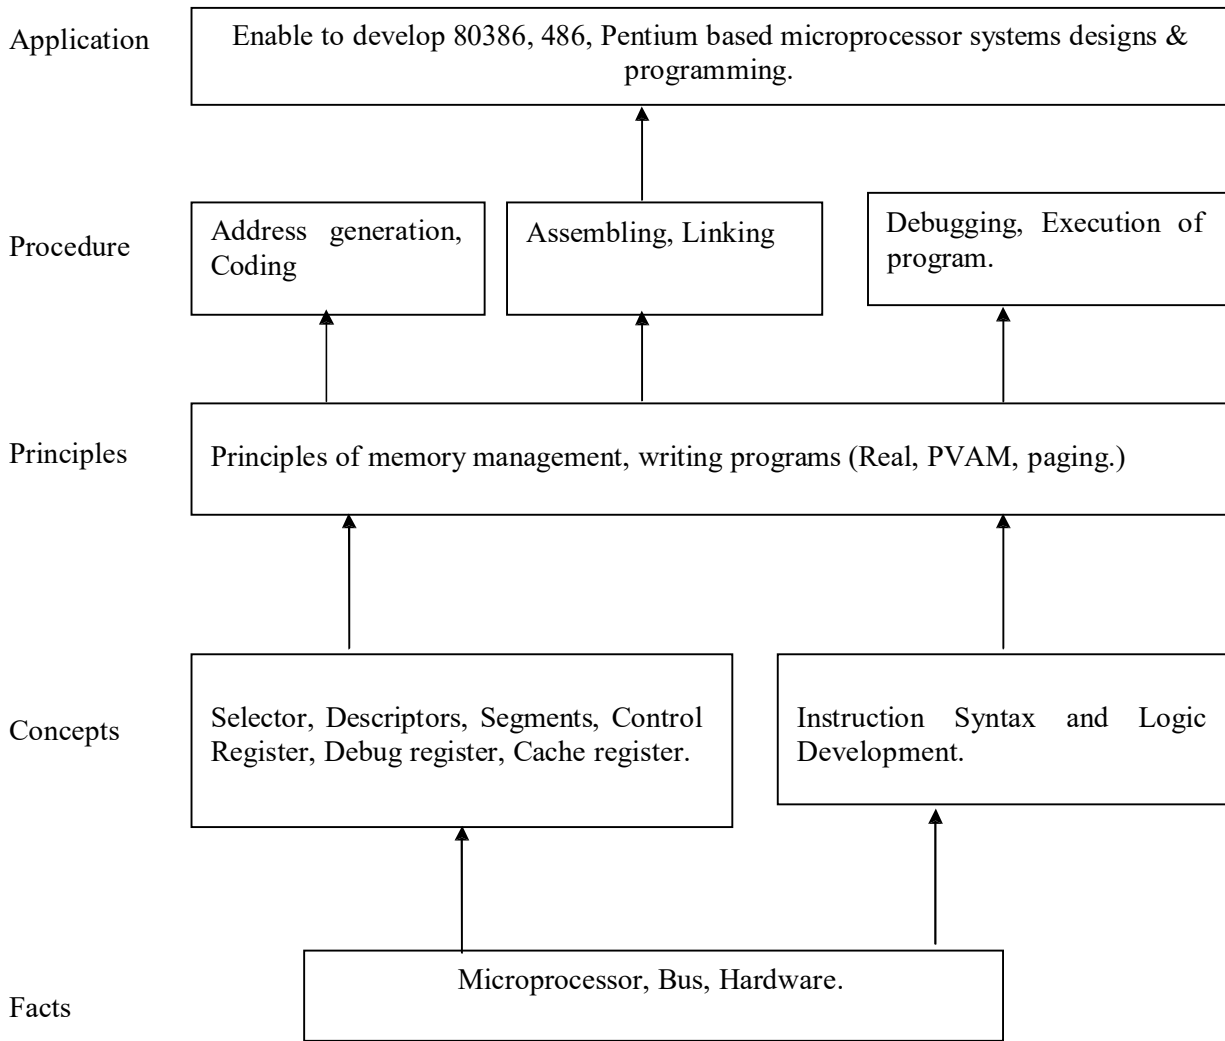 Application
Enable to develop 80386, 486, Pentium based microprocessor systems designs &
programming.
Procedure
Address generation,
Coding
Assembling, Linking
Debugging, Execution of
program.
Principles
Principles of memory management, writing programs (Real, PVAM, paging.)
Concepts
Selector, Descriptors, Segments, Control
Register, Debug register, Cache register.
Instruction Syntax and Logic
Development.
Facts
Microprocessor, Bus, Hardware.